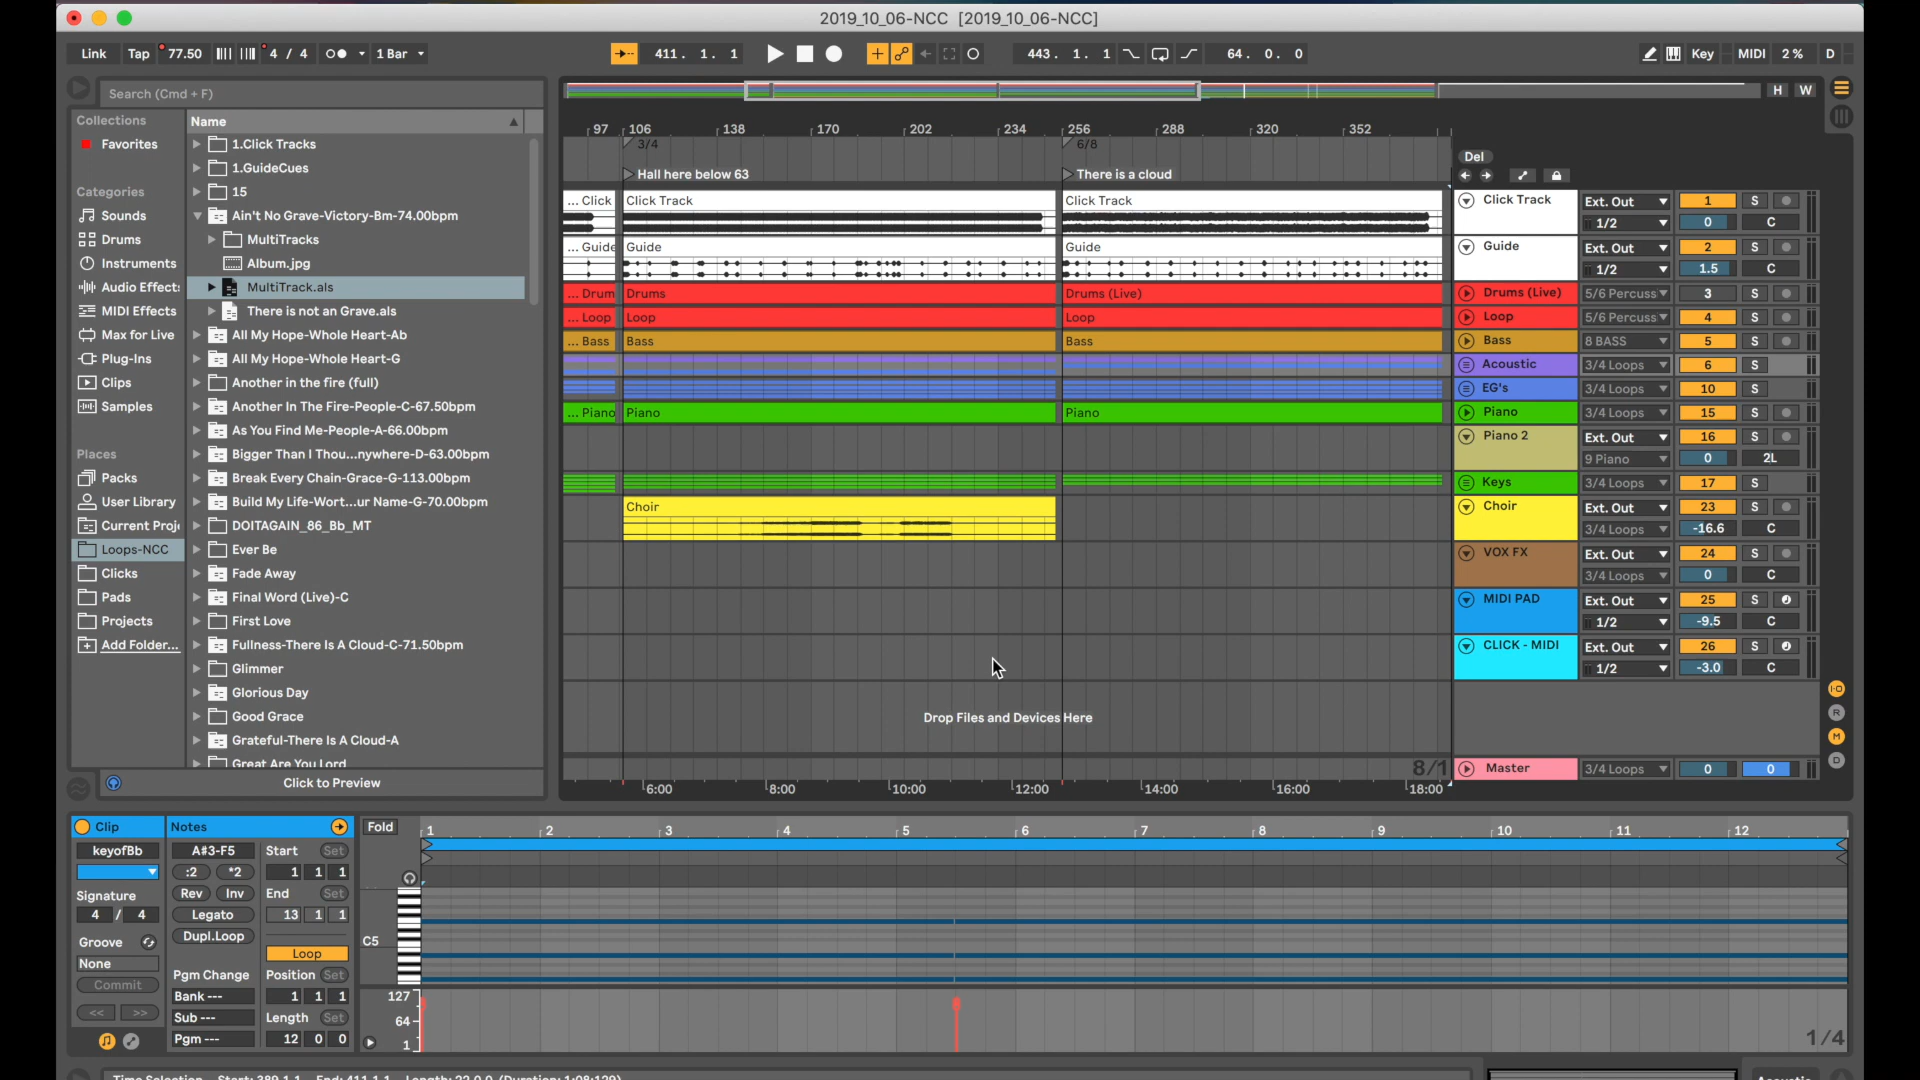 2019_10_06-NCC [2019_10_06-NCC]
Link Tap 77.50 4 / 4 1 Bar 411. 1. 1 443. 1. 1 64. 0. 0 Key MIDI 2 % D
Search (Cmd + F)
H W
Collections
Favorites
Categories
Sounds
Drums
Instruments
Audio Effects
MIDI Effects
Max for Live
Plug-Ins
Clips
Samples
Places
Packs
User Library
Current Proj
Loops-NCC
Clicks
Pads
Projects
Add Folder...
Name
1.Click Tracks
1.GuideCues
15
Ain't No Grave-Victory-Bm-74.00bpm
MultiTracks
Album.jpg
MultiTrack.als
There is not an Grave.als
All My Hope-Whole Heart-Ab
All My Hope-Whole Heart-G
Another in the fire (full)
Another In The Fire-People-C-67.50bpm
As You Find Me-People-A-66.00bpm
Bigger Than I Thou...nywhere-D-63.00bpm
Break Every Chain-Grace-G-113.00bpm
Build My Life-Wort...ur Name-G-70.00bpm
DOITAGAIN_86_Bb_MT
Ever Be
Fade Away
Final Word (Live)-C
First Love
Fullness-There Is A Cloud-C-71.50bpm
Glimmer
Glorious Day
Good Grace
Grateful-There Is A Cloud-A
Great Are You Lord
Click to Preview
97 106 138 170 202 234 256 288 320 352
3/4 6/8
Hall here below 63 There is a cloud
Del
... Click Click Track Click Track
... Guide Guide Guide
... Drum Drums Drums (Live)
... Loop Loop Loop
... Bass Bass Bass
... Piano Piano Piano
Choir
Drop Files and Devices Here
8/1
6:00 8:00 10:00 12:00 14:00 16:00 18:00
Click Track Ext. Out 1 S
1/2 0 C
Guide Ext. Out 2 S
1/2 1.5 C
Drums (Live) 5/6 Percuss 3 S
Loop 5/6 Percuss 4 S
Bass 8 BASS 5 S
Acoustic 3/4 Loops 6 S
EG's 3/4 Loops 10 S
Piano 3/4 Loops 15 S
Piano 2 Ext. Out 16 S
9 Piano 0 2L
Keys 3/4 Loops 17 S
Choir Ext. Out 23 S
3/4 Loops -16.6 C
VOX FX Ext. Out 24 S
3/4 Loops 0 C
MIDI PAD Ext. Out 25 S
1/2 -9.5 C
CLICK - MIDI Ext. Out 26 S
1/2 -3.0 C
Master 3/4 Loops 0 0
I-O
R
M
D
Clip
keyofBb
Signature
4 / 4
Groove
None
Commit
<< >>
Notes
A#3-F5
:2 *2
Rev Inv
Legato
Dupl.Loop
Pgm Change
Bank ---
Sub ---
Pgm ---
Start Set
1 1 1
End Set
13 1 1
Loop
Position Set
1 1 1
Length Set
12 0 0
Fold
1 2 3 4 5 6 7 8 9 10 11 12
C5
127
64
1
1/4
Time Selection Start: 389.1.1 End: 411.1.1 Length: 22.0.0 (Duration: 1:08:129)
Acoustic